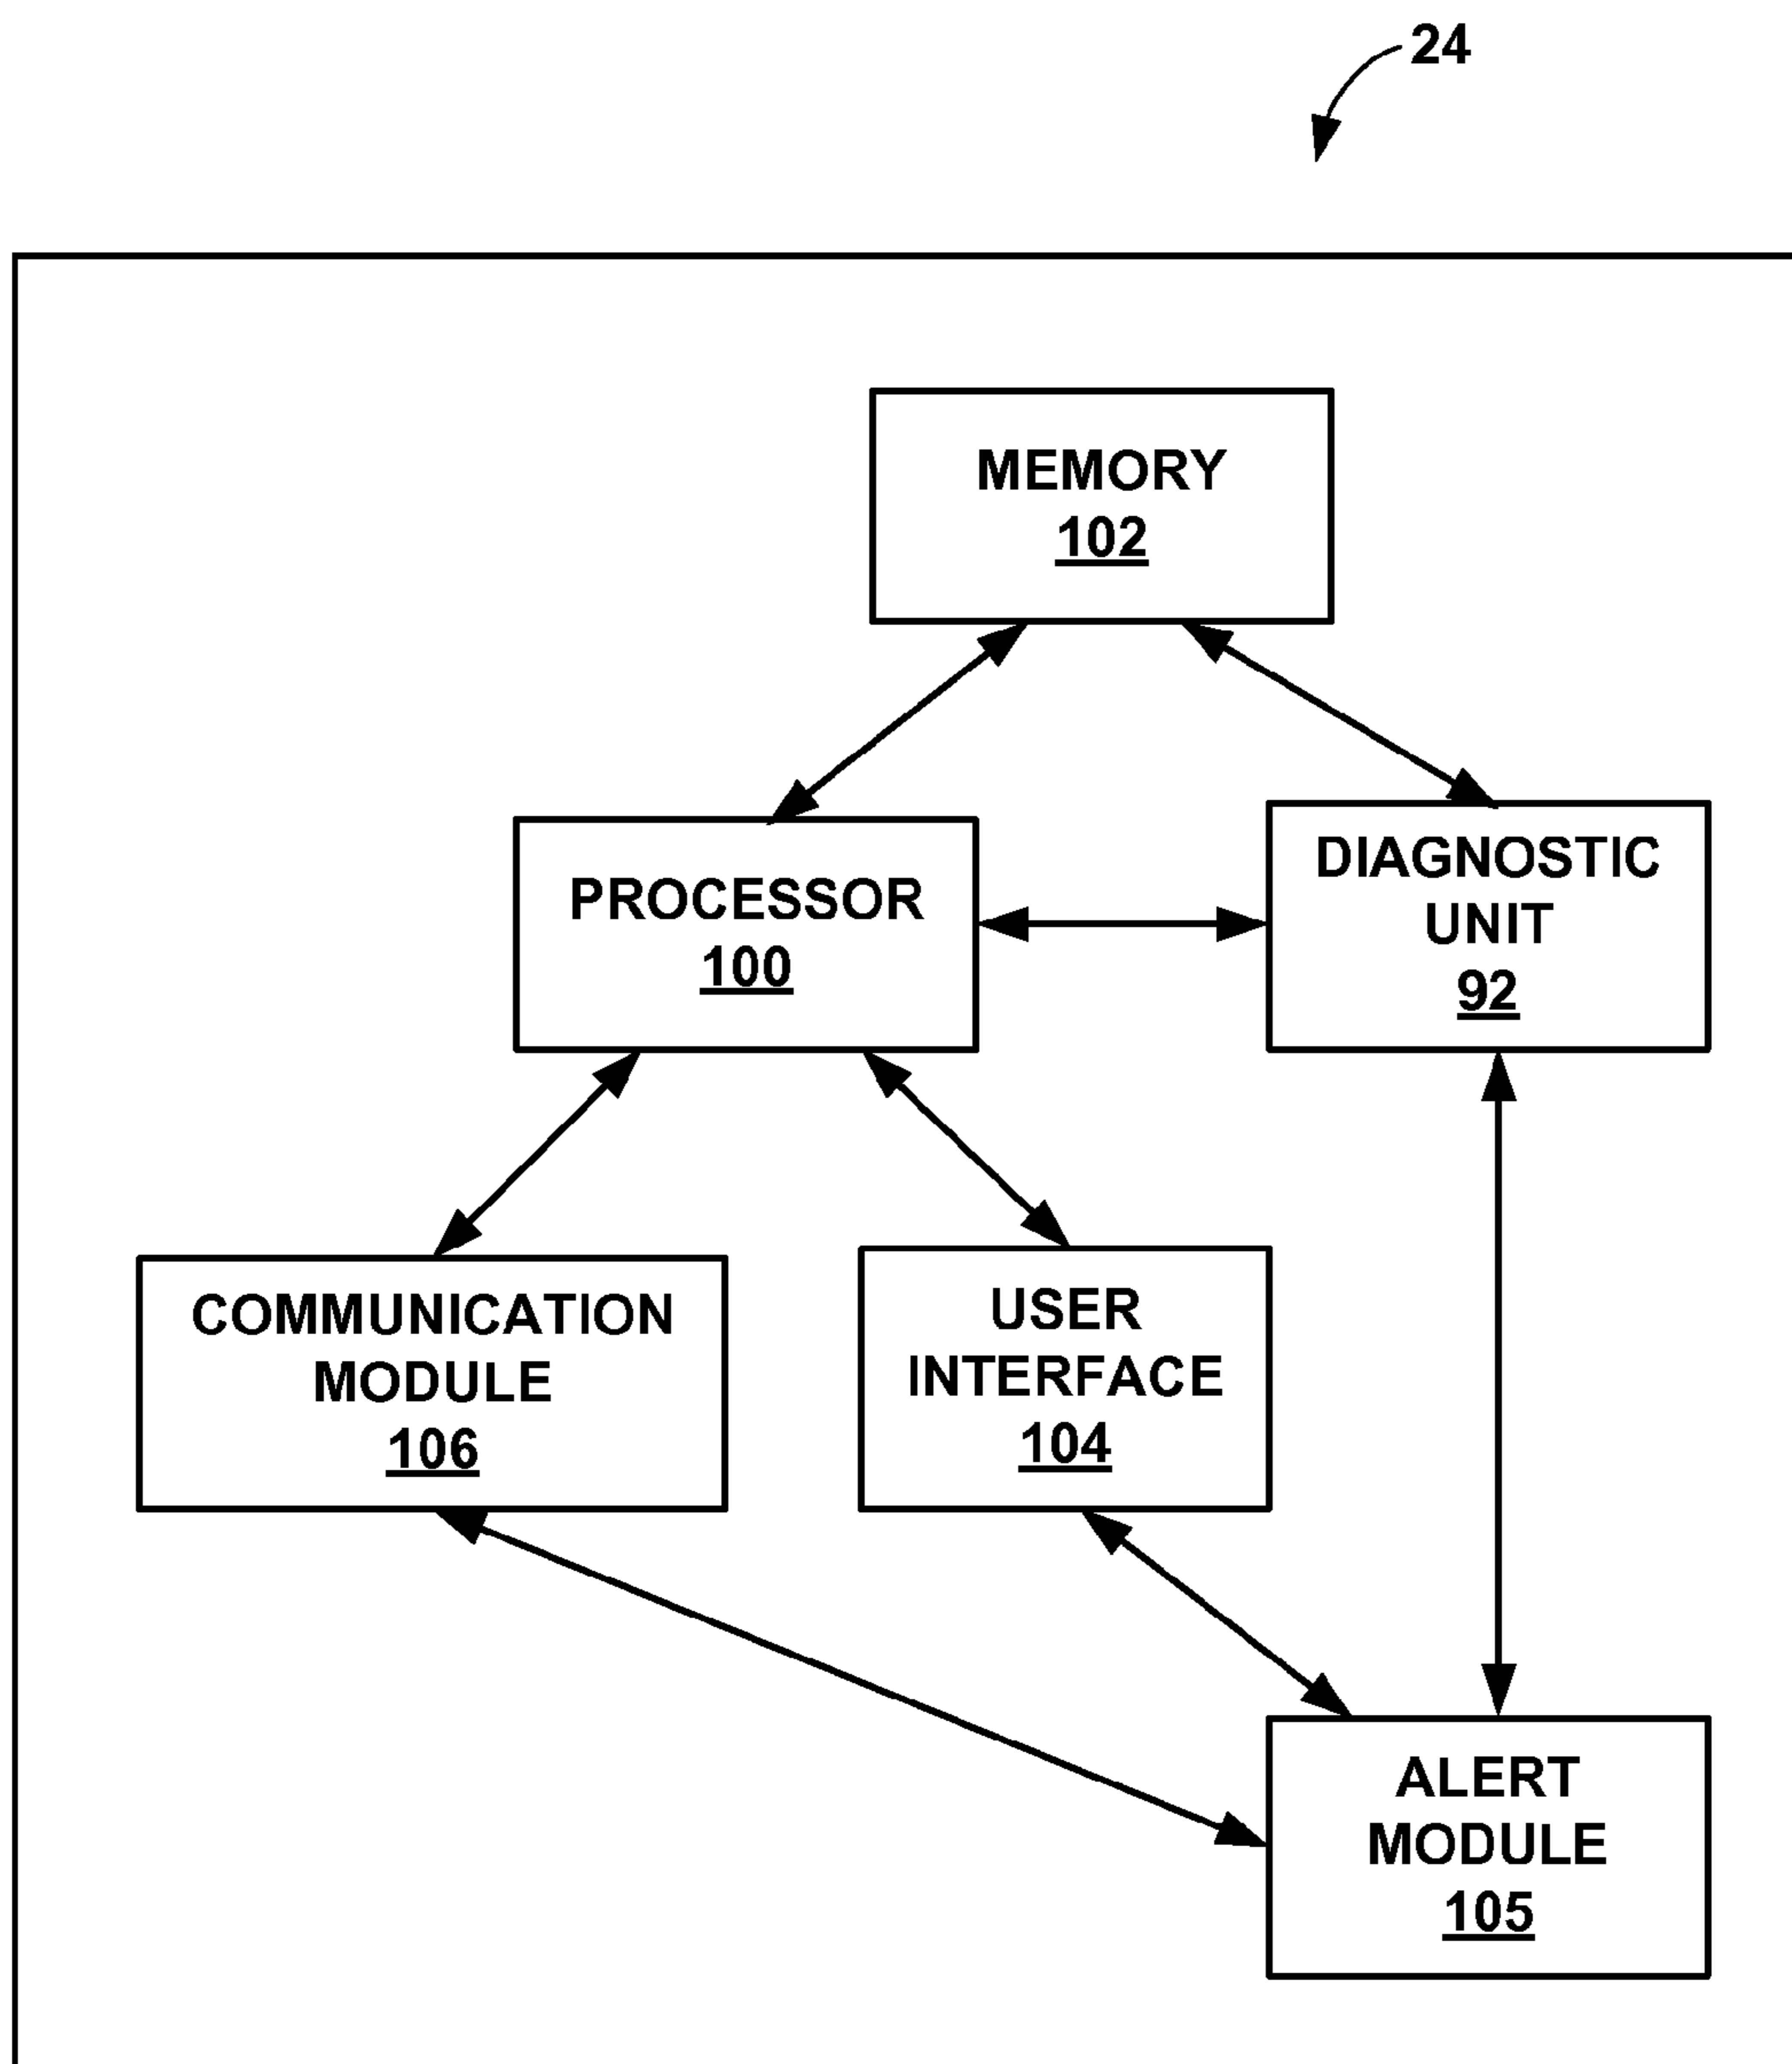 24
MEMORY
102
PROCESSOR
100
DIAGNOSTIC
UNIT
92
COMMUNICATION
MODULE
106
USER
INTERFACE
104
ALERT
MODULE
105